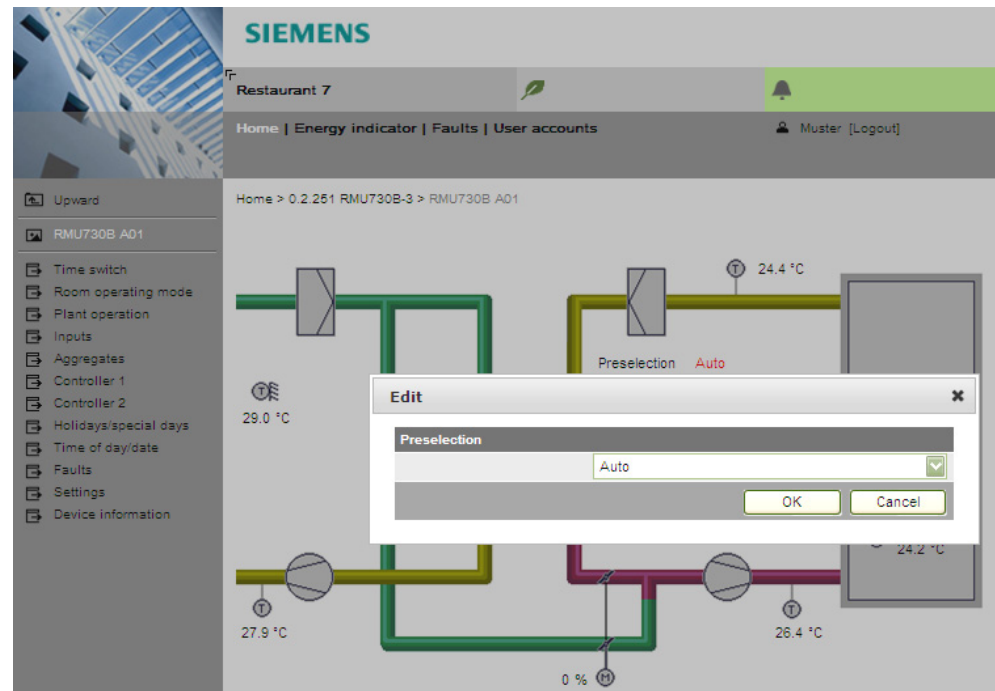 SIEMENS
Restaurant 7
Home | Energy indicator | Faults | User accounts
Muster [Logout]
Upward
Home > 0.2.251 RMU730B-3 > RMU730B A01
RMU730B A01
Time switch
Room operating mode
Plant operation
Inputs
Aggregates
Controller 1
Controller 2
Holidays/special days
Time of day/date
Faults
Settings
Device information
T 24.4 °C
Preselection Auto
T
29.0 °C
Edit
Preselection
Auto
OK Cancel
24.2 °C
T
27.9 °C
T
26.4 °C
0 % M